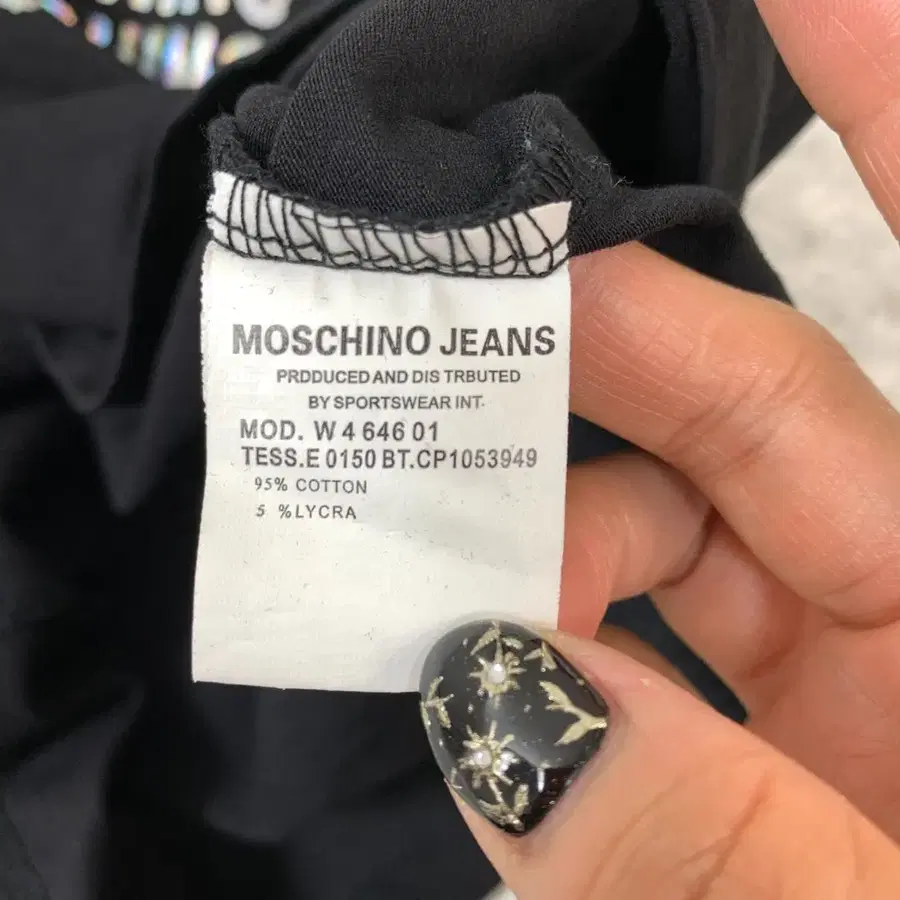 MOSCHINO JEANS
PRDDUCED AND DIS TRBUTED
BY SPORTSWEAR INT.
MOD. W 4 646 01
TESS.E 0150 BT.CP1053949
95% COTTON
5 %LYCRA